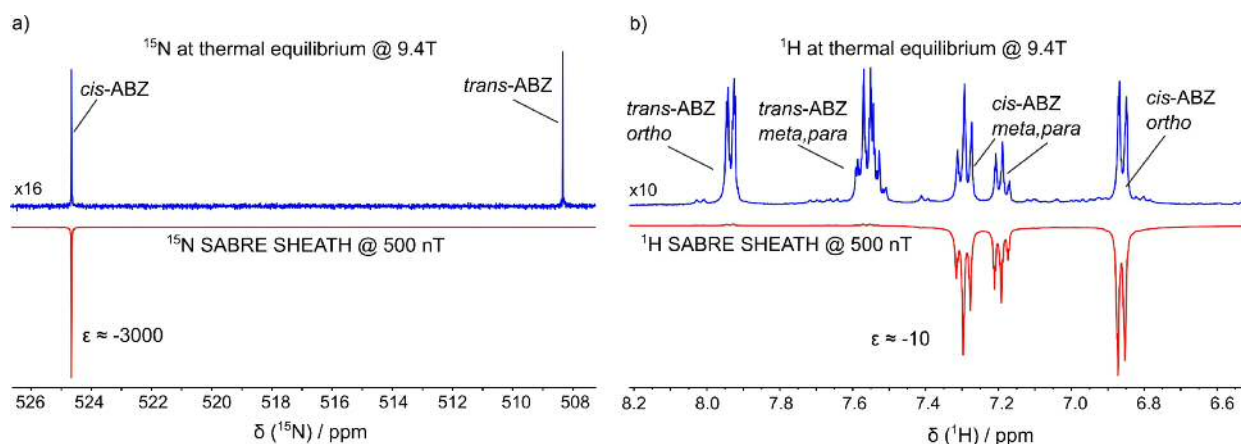 a)
¹⁵N at thermal equilibrium @ 9.4T
cis-ABZ
trans-ABZ
x16
¹⁵N SABRE SHEATH @ 500 nT
ε ≈ -3000
526 524 522 520 518 516 514 512 510 508
δ (¹⁵N) / ppm
b)
¹H at thermal equilibrium @ 9.4T
trans-ABZ
ortho
trans-ABZ
meta,para
cis-ABZ
meta,para
cis-ABZ
ortho
x10
¹H SABRE SHEATH @ 500 nT
ε ≈ -10
8.2 8.0 7.8 7.6 7.4 7.2 7.0 6.8 6.6
δ (¹H) / ppm